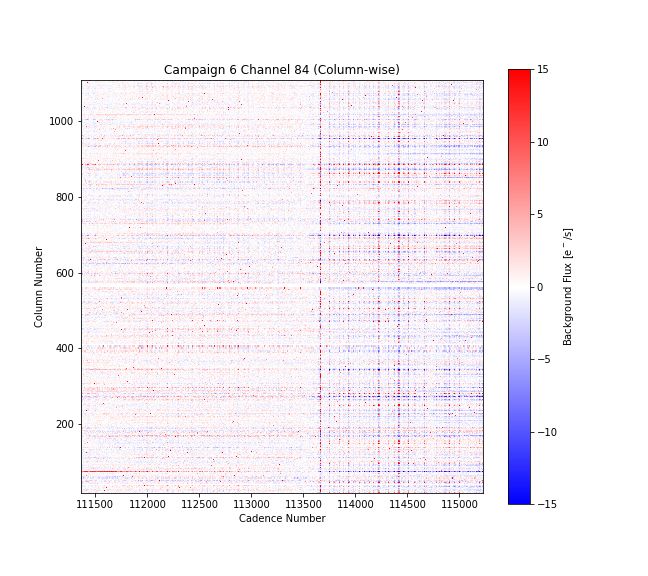 Campaign 6 Channel 84 (Column-wise)
Column Number
1000
800
600
400
200
111500 112000 112500 113000 113500 114000 114500 115000
Cadence Number
15
10
5
0
−5
−10
−15
Background Flux [e⁻/s]